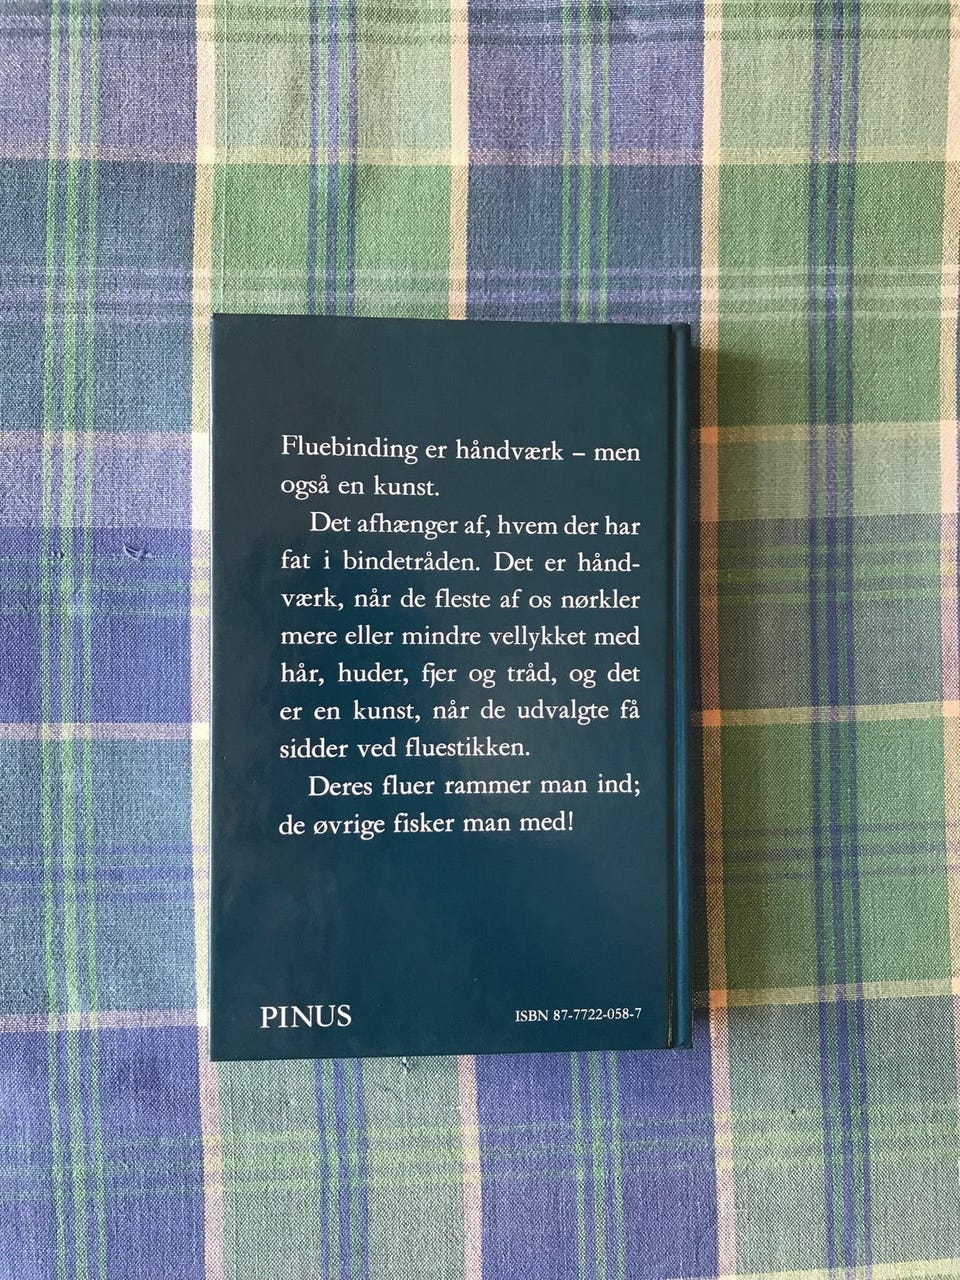 Fluebinding er håndværk – men
også en kunst.
Det afhænger af, hvem der har
fat i bindetråden. Det er hånd-
værk, når de fleste af os nørkler
mere eller mindre vellykket med
hår, huder, fjer og tråd, og det
er en kunst, når de udvalgte få
sidder ved fluestikken.
Deres fluer rammer man ind;
de øvrige fisker man med!
PINUS
ISBN 87-7722-058-7